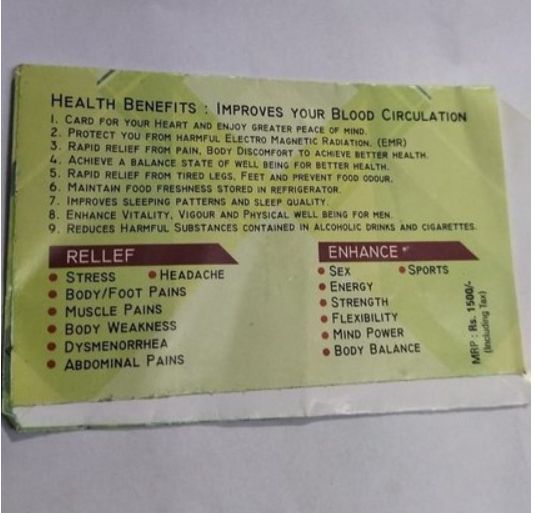 HEALTH BENEFITS : IMPROVES YOUR BLOOD CIRCULATION
1. CARD FOR YOUR HEART AND ENJOY GREATER PEACE OF MIND.
2. PROTECT YOU FROM HARMFUL ELECTRO MAGNETIC RADIATION. (EMR)
3. RAPID RELIEF FROM PAIN, BODY DISCOMFORT TO ACHIEVE BETTER HEALTH.
4. ACHIEVE A BALANCE STATE OF WELL BEING FOR BETTER HEALTH.
5. RAPID RELIEF FROM TIRED LEGS, FEET AND PREVENT FOOD ODOUR.
6. MAINTAIN FOOD FRESHNESS STORED IN REFRIGERATOR.
7. IMPROVES SLEEPING PATTERNS AND SLEEP QUALITY.
8. ENHANCE VITALITY, VIGOUR AND PHYSICAL WELL BEING FOR MEN.
9. REDUCES HARMFUL SUBSTANCES CONTAINED IN ALCOHOLIC DRINKS AND CIGARETTES.
RELLEF
• STRESS • HEADACHE
• BODY/FOOT PAINS
• MUSCLE PAINS
• BODY WEAKNESS
• DYSMENORRHEA
• ABDOMINAL PAINS
ENHANCE
• SEX • SPORTS
• ENERGY
• STRENGTH
• FLEXIBILITY
• MIND POWER
• BODY BALANCE
MRP : Rs. 1500/-
(Including Tax)